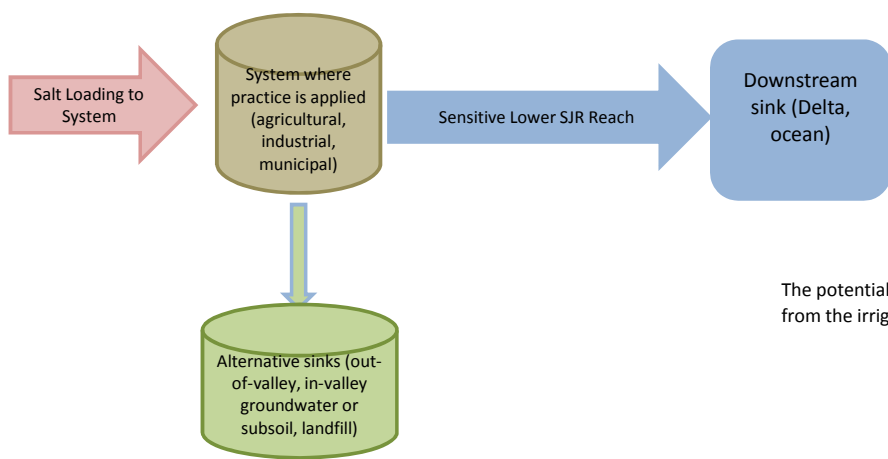 Salt Loading to
System
System where
practice is applied
(agricultural,
industrial,
municipal)
Sensitive Lower SJR Reach
Downstream
sink (Delta,
ocean)
The potential
from the irrig
Alternative sinks (out-
of-valley, in-valley
groundwater or
subsoil, landfill)